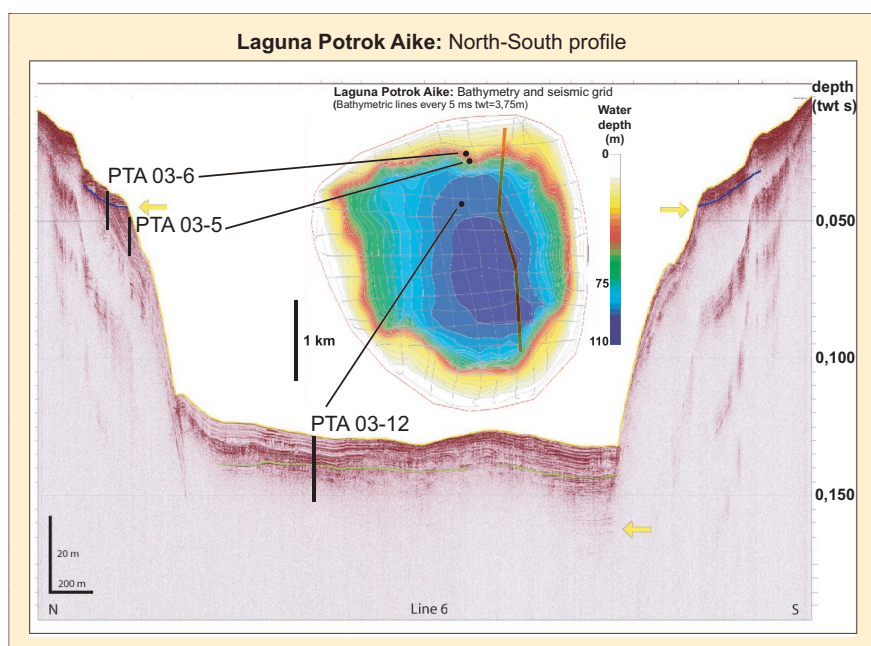 Laguna Potrok Aike: North-South profile
Laguna Potrok Aike: Bathymetry and seismic grid
(Bathymetric lines every 5 ms twt=3,75m)
depth
(twt s)
Water
depth
(m)
0
75
110
PTA 03-6
PTA 03-5
0,050
1 km
0,100
PTA 03-12
0,150
20 m
200 m
N
Line 6
S